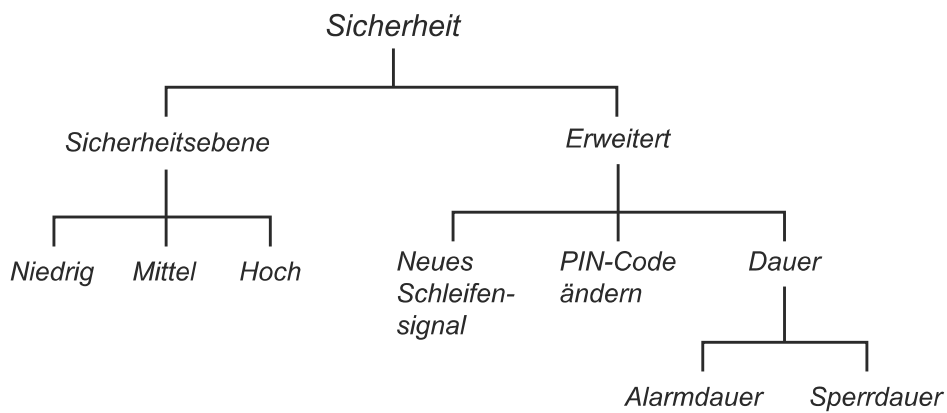 Sicherheit
Sicherheitsebene
Erweitert
Niedrig
Mittel
Hoch
Neues
Schleifen-
signal
PIN-Code
ändern
Dauer
Alarmdauer
Sperrdauer